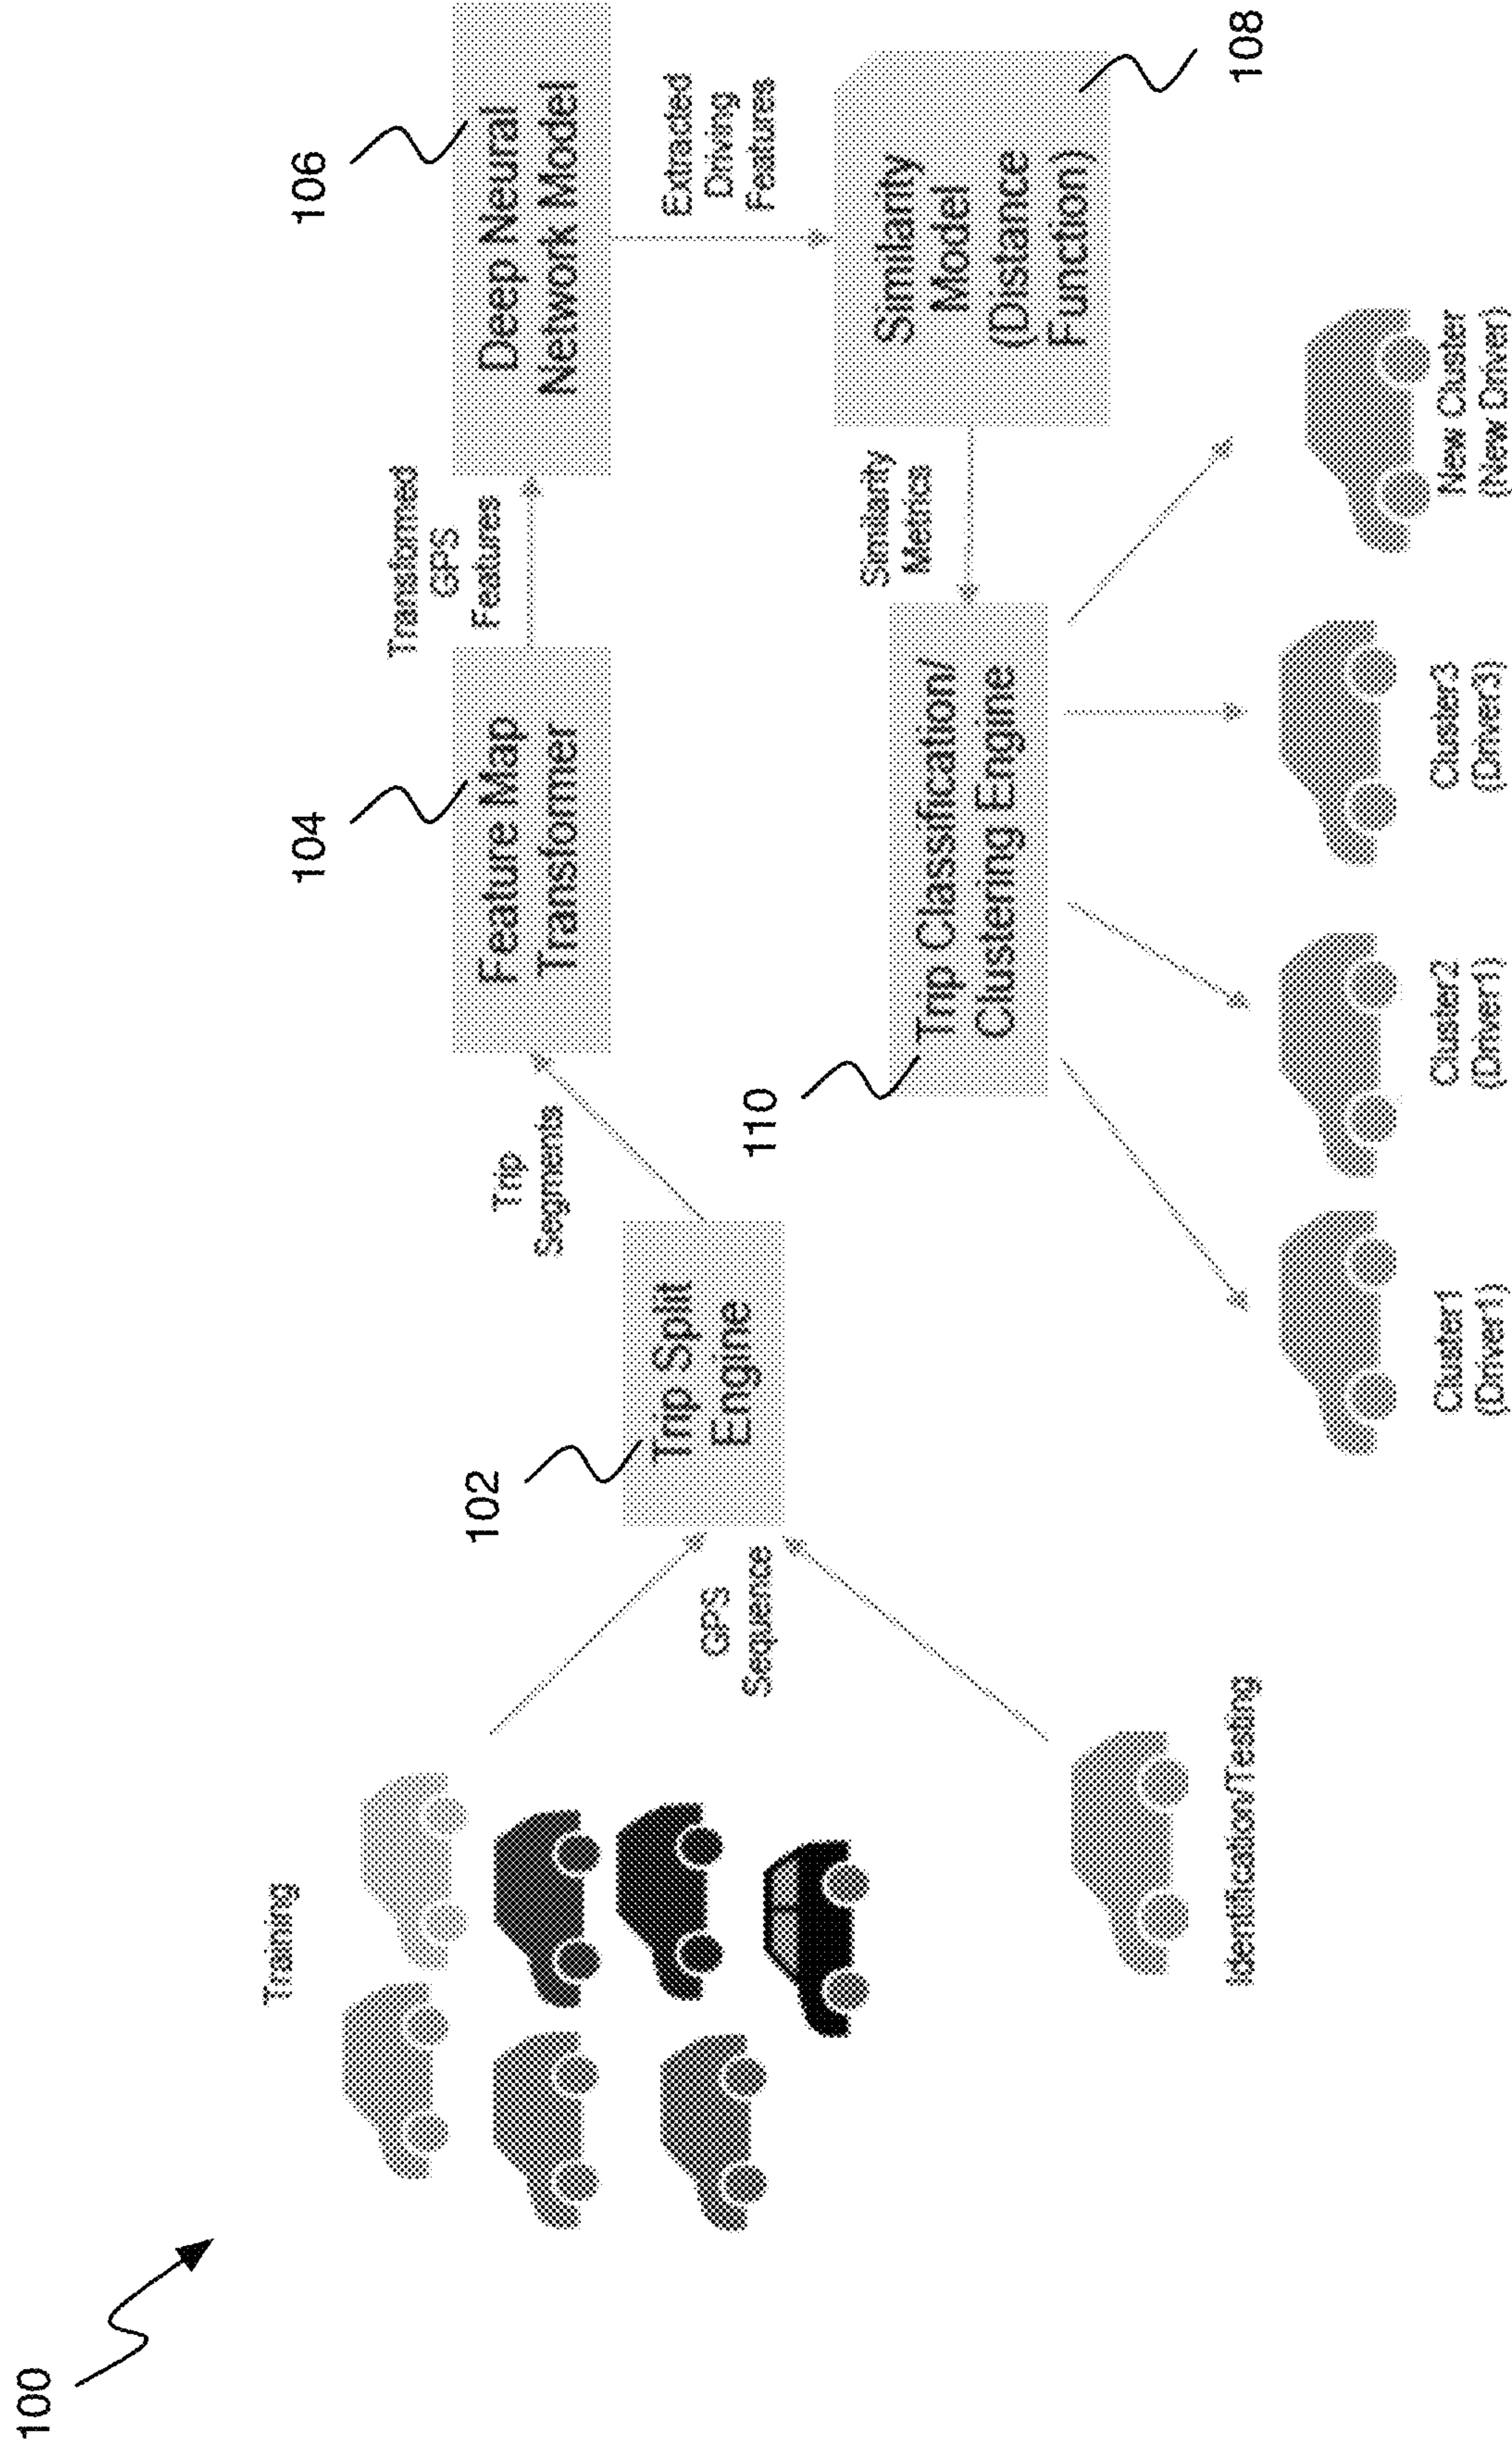 100
Training
Identification/Testing
GPS
Sequence
102
Trip Split
Engine
Trip
Segments
104
Feature Map
Transformer
Transformed
GPS
Features
106
Deep Neural
Network Model
Extracted
Driving
Features
108
Similarity
Model
(Distance
Function)
Similarity
Metrics
110
Trip Classification/
Clustering Engine
Cluster1
(Driver1)
Cluster2
(Driver1)
Cluster3
(Driver3)
New Cluster
(New Driver)